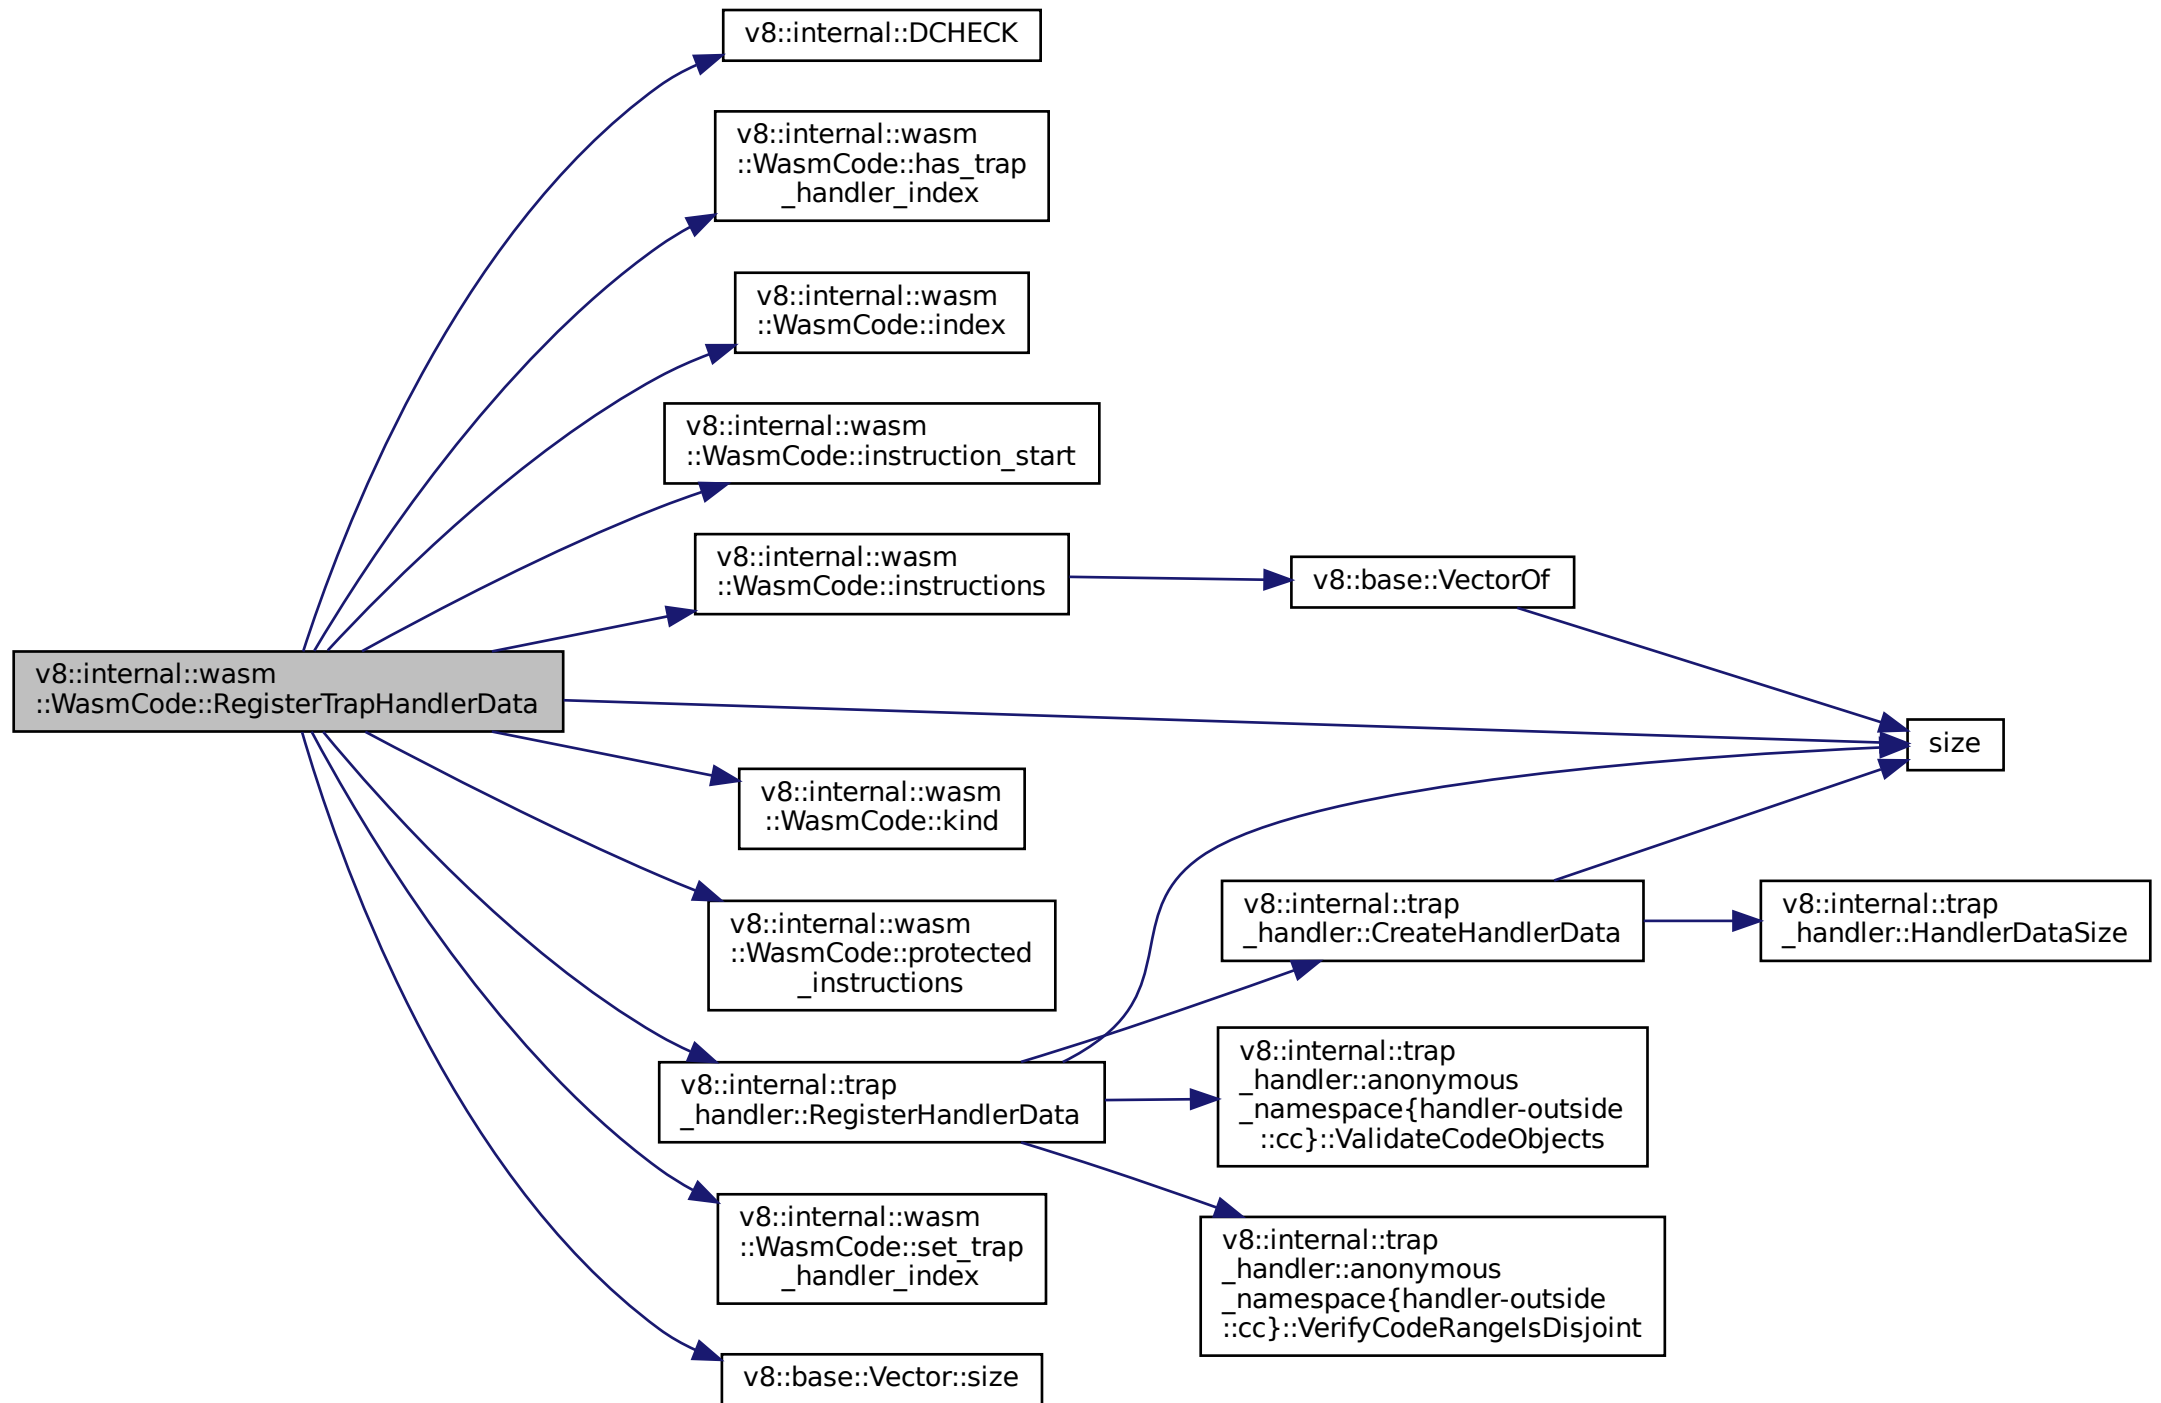 v8::internal::DCHECK
v8::internal::wasm
::WasmCode::has_trap
_handler_index
v8::internal::wasm
::WasmCode::index
v8::internal::wasm
::WasmCode::instruction_start
v8::internal::wasm
::WasmCode::instructions
v8::base::VectorOf
v8::internal::wasm
::WasmCode::RegisterTrapHandlerData
size
v8::internal::wasm
::WasmCode::kind
v8::internal::wasm
::WasmCode::protected
_instructions
v8::internal::trap
_handler::CreateHandlerData
v8::internal::trap
_handler::HandlerDataSize
v8::internal::trap
_handler::RegisterHandlerData
v8::internal::trap
_handler::anonymous
_namespace{handler-outside
::cc}::ValidateCodeObjects
v8::internal::wasm
::WasmCode::set_trap
_handler_index
v8::internal::trap
_handler::anonymous
_namespace{handler-outside
::cc}::VerifyCodeRangeIsDisjoint
v8::base::Vector::size